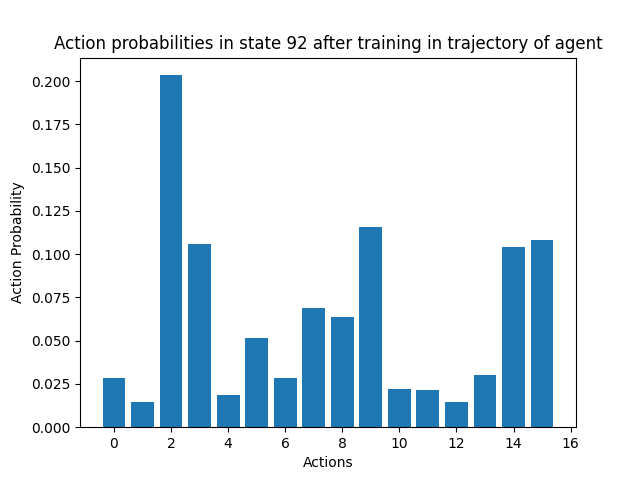 Action probabilities in state 92 after training in trajectory of agent
0.200
0.175
0.150
0.125
0.100
0.075
0.050
0.025
0.000
Action Probability
0 2 4 6 8 10 12 14 16
Actions